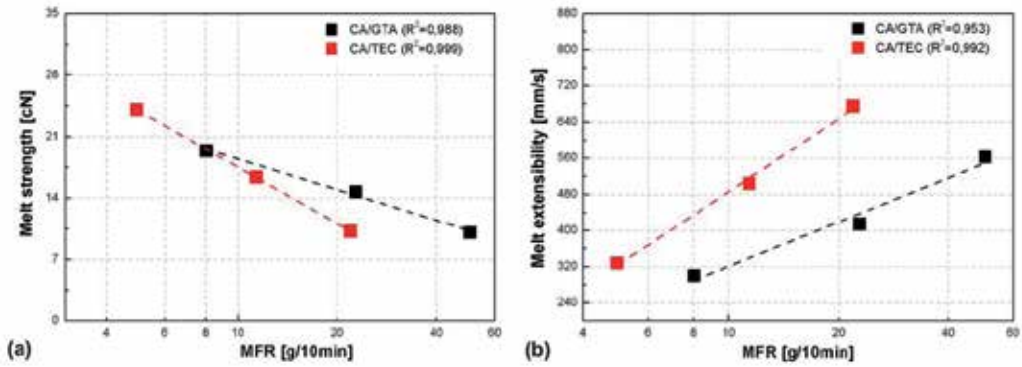 35
28
21
14
7
0
Melt strength [cN]
CA/GTA (R²=0,988)
CA/TEC (R²=0,999)
4 6 8 10 20 40 60
MFR [g/10min]
(a)
880
800
720
640
560
480
400
320
240
Melt extensibility [mm/s]
CA/GTA (R²=0,953)
CA/TEC (R²=0,992)
4 6 8 10 20 40 60
MFR [g/10min]
(b)